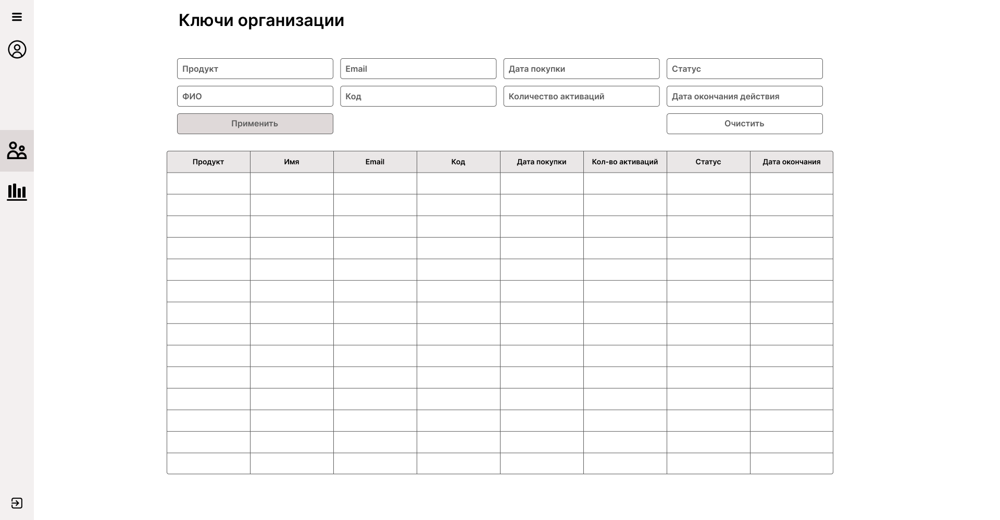 Ключи организации
Продукт Email Дата покупки Статус
ФИО Код Количество активаций Дата окончания действия
Применить Очистить
Продукт Имя Email Код Дата покупки Кол-во активаций Статус Дата окончания